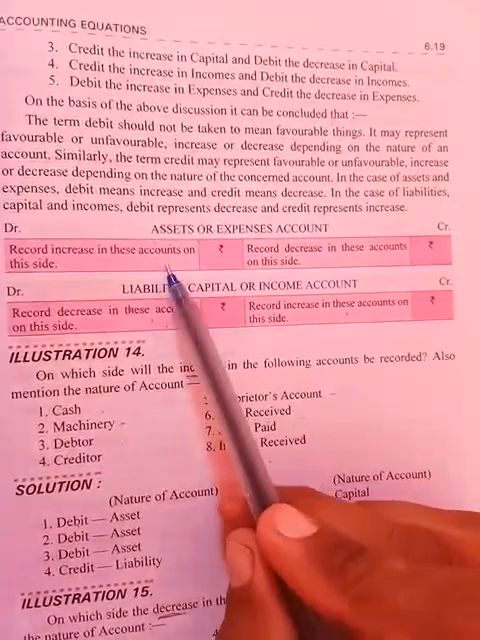 ACCOUNTING EQUATIONS
6.19
3. Credit the increase in Capital and Debit the decrease in Capital.
4. Credit the increase in Incomes and Debit the decrease in Incomes.
5. Debit the increase in Expenses and Credit the decrease in Expenses.
On the basis of the above discussion it can be concluded that :—
The term debit should not be taken to mean favourable things. It may represent
favourable or unfavourable, increase or decrease depending on the nature of an
account. Similarly, the term credit may represent favourable or unfavourable, increase
or decrease depending on the nature of the concerned account. In the case of assets and
expenses, debit means increase and credit means decrease. In the case of liabilities,
capital and incomes, debit represents decrease and credit represents increase.
Dr. ASSETS OR EXPENSES ACCOUNT Cr.
Record increase in these accounts on ₹ Record decrease in these accounts ₹
this side. on this side.
Dr. CAPITAL OR INCOME ACCOUNT Cr.
Record decrease in these ₹ Record increase in these accounts on ₹
on this side. this side.
ILLUSTRATION 14.
On which side will the in the following accounts be recorded? Also
mention the nature of Account —
1. Cash Account
2. Machinery 6. Received
3. Debtor 7. Paid
4. Creditor 8. Received
SOLUTION :
(Nature of Account) (Nature of Account)
1. Debit — Asset Capital
2. Debit — Asset
3. Debit — Asset
4. Credit — Liability
ILLUSTRATION 15.
On which side the decrease in
the nature of Account :—